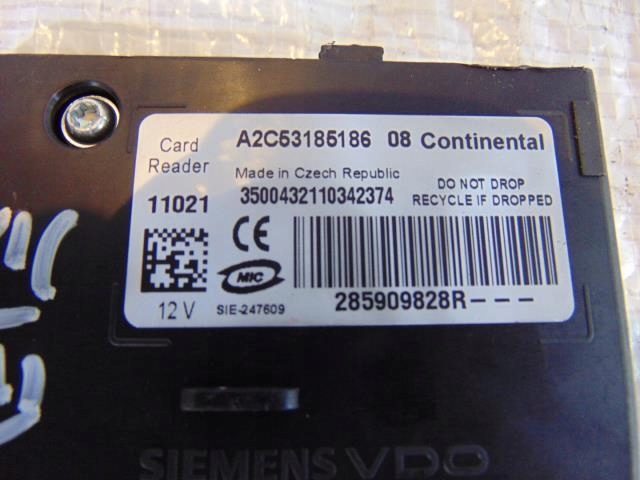 Card Reader
A2C53185186 08 Continental
Made in Czech Republic
11021
3500432110342374
DO NOT DROP
RECYCLE IF DROPPED
CE
MIC
12 V
SIE-247609
285909828R---
SIEMENS VDO